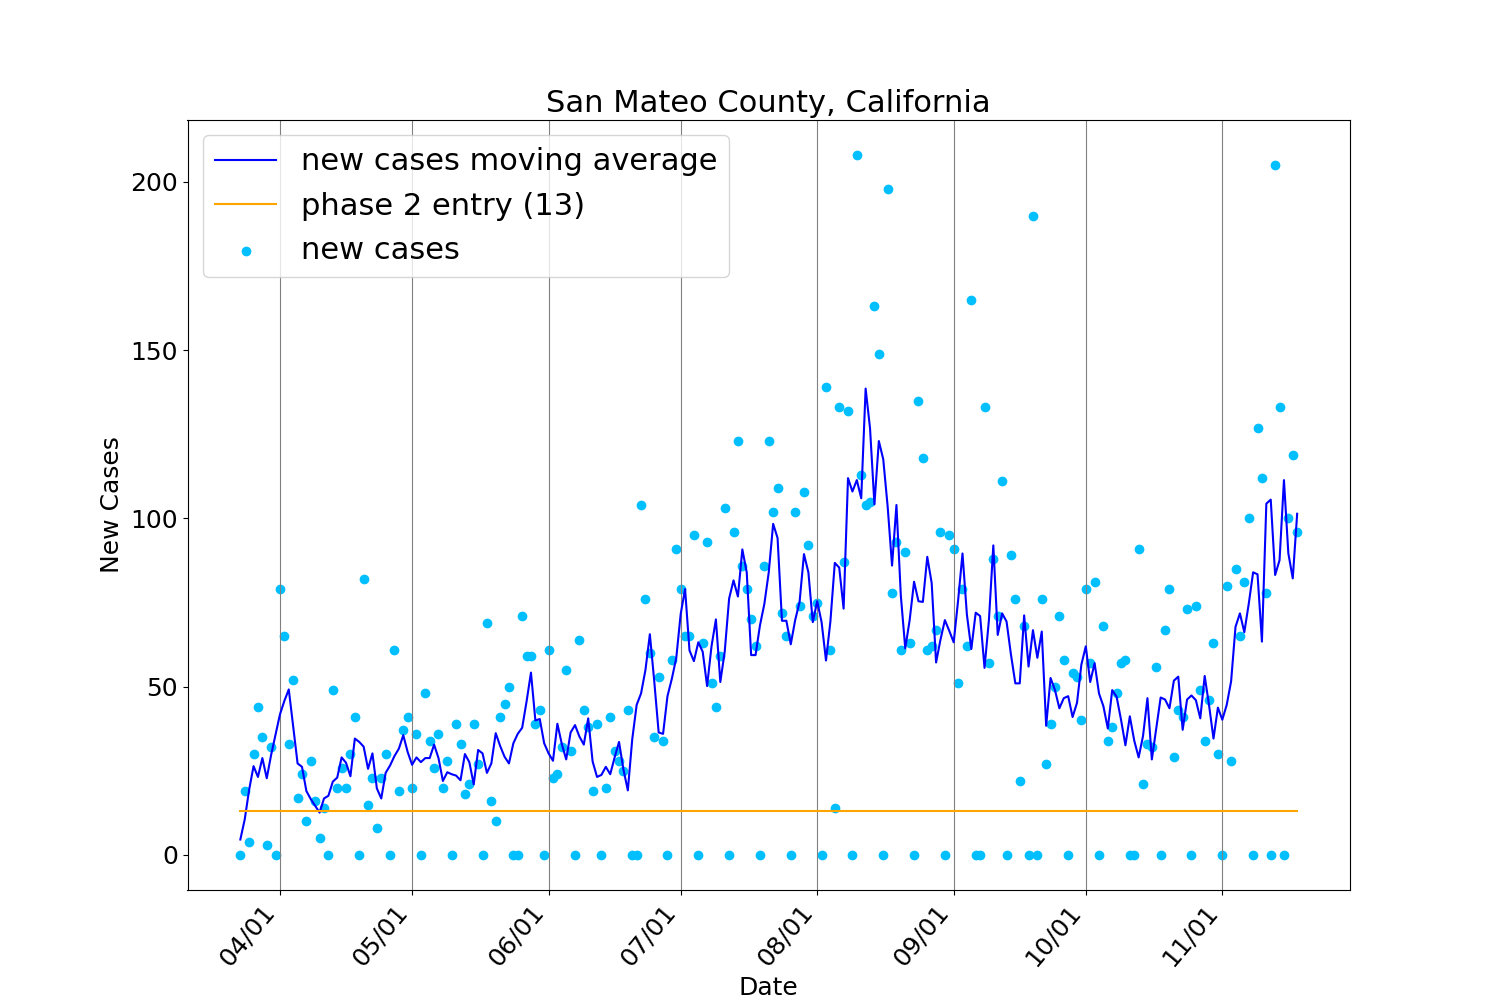 San Mateo County, California
new cases moving average
phase 2 entry (13)
new cases
200
150
100
50
0
New Cases
04/01
05/01
06/01
07/01
08/01
09/01
10/01
11/01
Date